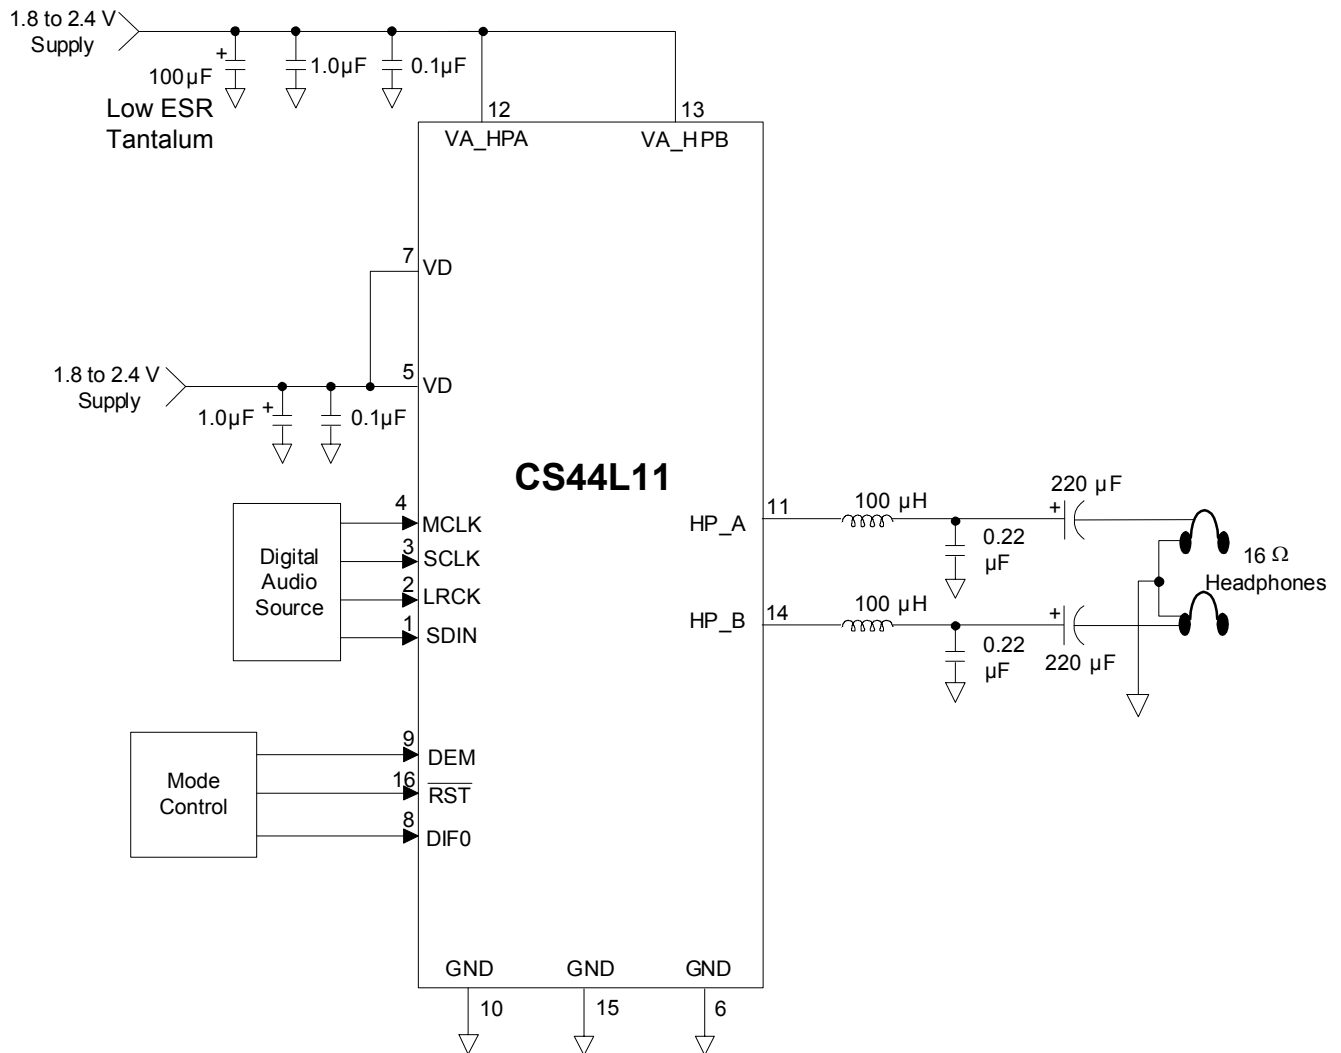 1.8 to 2.4 V
Supply
+
100µF
1.0µF
0.1µF
Low ESR
Tantalum
12
13
VA_HPA
VA_HPB
7
VD
1.8 to 2.4 V
Supply
5
VD
1.0µF
+
0.1µF
CS44L11
Digital
Audio
Source
4
MCLK
3
SCLK
2
LRCK
1
SDIN
HP_A
11
100 µH
0.22
µF
+
220 µF
16 Ω
Headphones
HP_B
14
100 µH
0.22
µF
+
220 µF
Mode
Control
9
DEM
16
RST
8
DIF0
GND
GND
GND
10
15
6